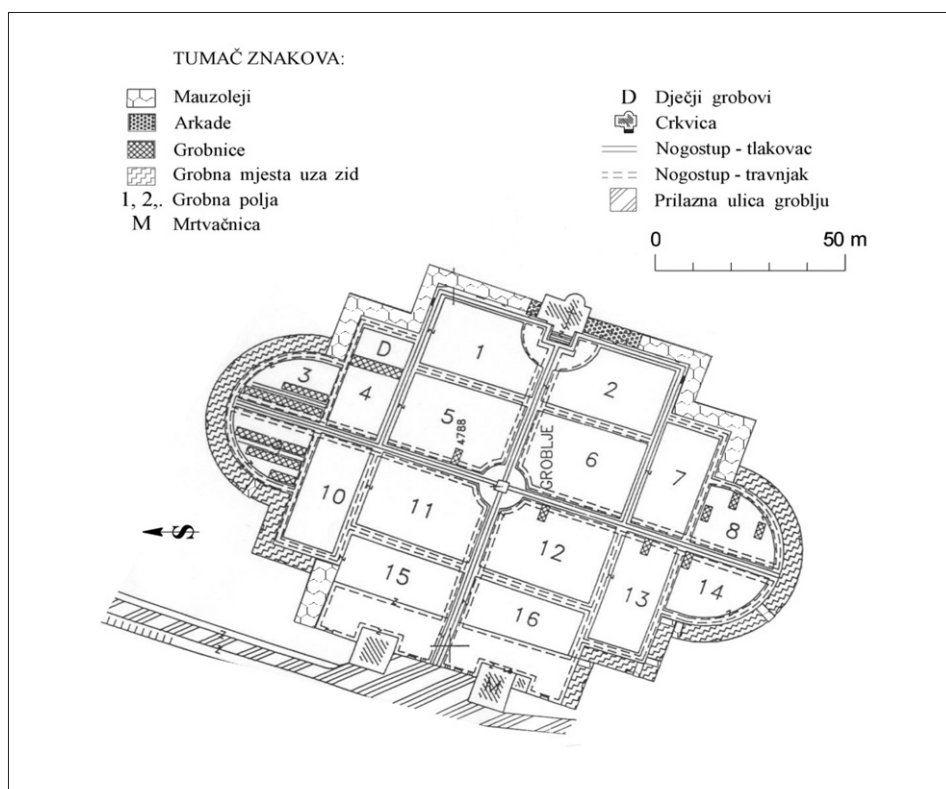 TUMAČ ZNAKOVA:
Mauzoleji
Arkade
Grobnice
Grobna mjesta uza zid
1, 2,. Grobna polja
M Mrtvačnica
D Dječji grobovi
Crkvica
Nogostup - tlakovac
Nogostup - travnjak
Prilazna ulica groblju
0 50 m
D
1
2
3
4
5
4788
6
GROBLJE
7
8
10
11
12
13
14
15
16
M
S